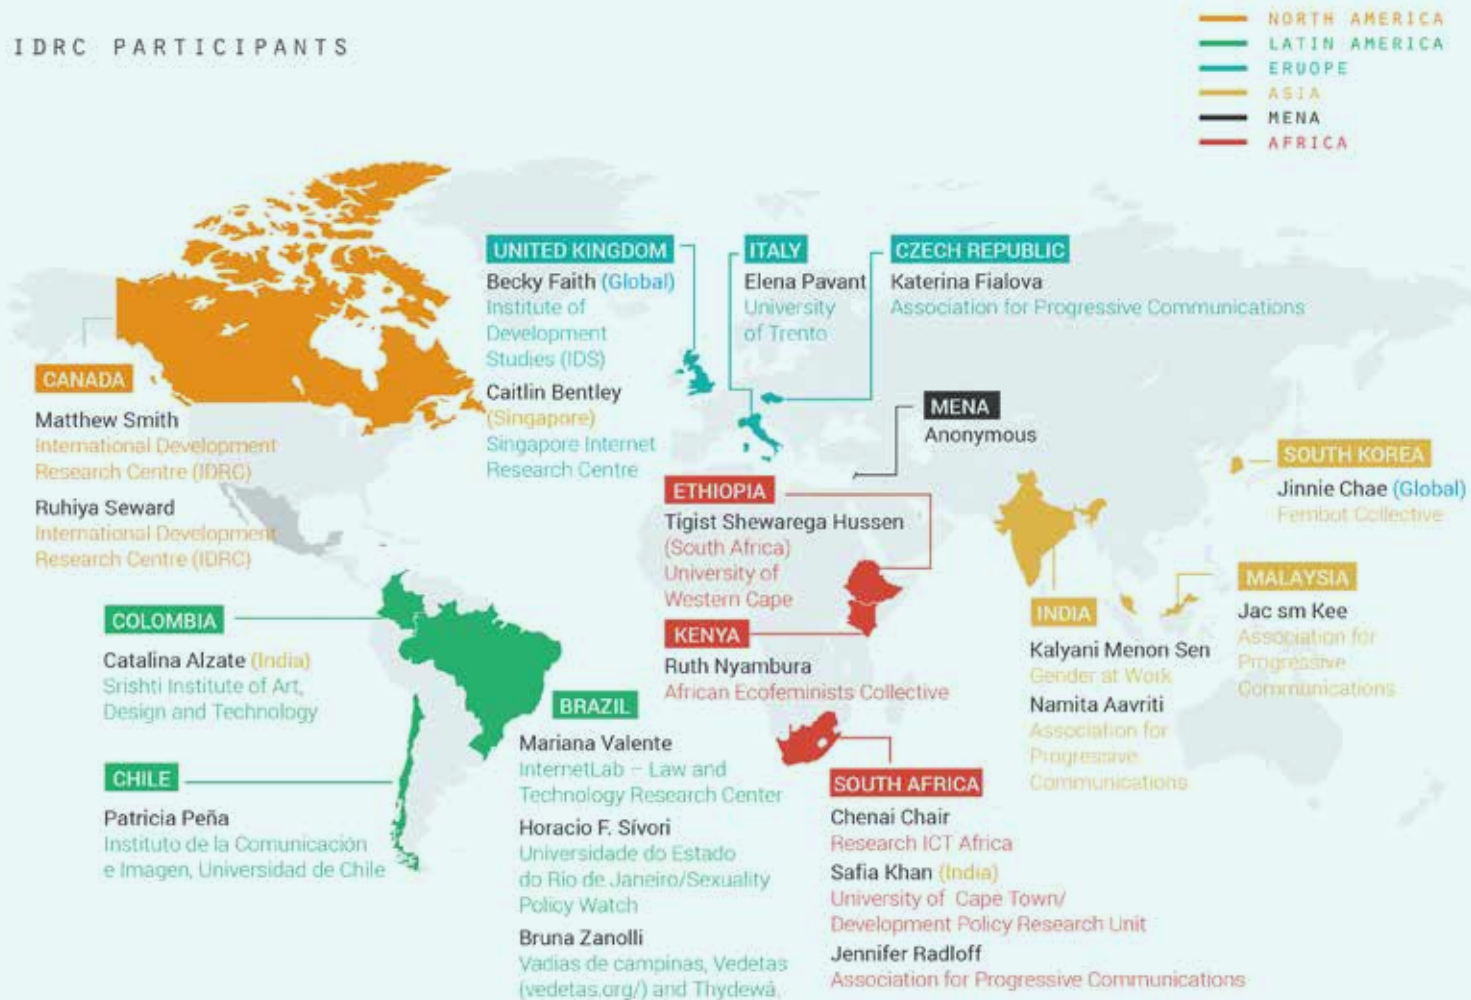 IDRC PARTICIPANTS
NORTH AMERICA
LATIN AMERICA
ERUOPE
ASIA
MENA
AFRICA
CANADA
Matthew Smith
International Development
Research Centre (IDRC)
Ruhiya Seward
International Development
Research Centre (IDRC)
UNITED KINGDOM
Becky Faith (Global)
Institute of
Development
Studies (IDS)
Caitlin Bentley
(Singapore)
Singapore Internet
Research Centre
ITALY
Elena Pavant
University
of Trento
CZECH REPUBLIC
Katerina Fialova
Association for Progressive Communications
MENA
Anonymous
SOUTH KOREA
Jinnie Chae (Global)
Fembot Collective
ETHIOPIA
Tigist Shewarega Hussen
(South Africa)
University of
Western Cape
KENYA
Ruth Nyambura
African Ecofeminists Collective
INDIA
Kalyani Menon Sen
Gender at Work
Namita Aavriti
Association for
Progressive
Communications
MALAYSIA
Jac sm Kee
Association for
Progressive
Communications
COLOMBIA
Catalina Alzate (India)
Srishti Institute of Art,
Design and Technology
CHILE
Patricia Peña
Instituto de la Comunicación
e Imagen, Universidad de Chile
BRAZIL
Mariana Valente
InternetLab – Law and
Technology Research Center
Horacio F. Sívori
Universidade do Estado
do Rio de Janeiro/Sexuality
Policy Watch
Bruna Zanolli
Vadias de campinas, Vedetas
(vedetas.org/) and Thydewá.
SOUTH AFRICA
Chenai Chair
Research ICT Africa
Safia Khan (India)
University of Cape Town/
Development Policy Research Unit
Jennifer Radloff
Association for Progressive Communications